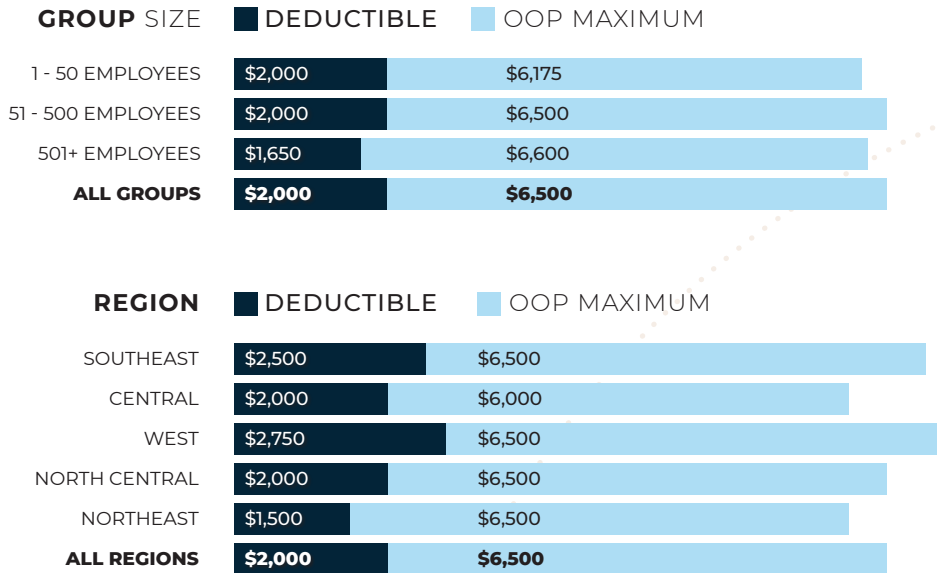 GROUP SIZE DEDUCTIBLE OOP MAXIMUM
1 - 50 EMPLOYEES $2,000 $6,175
51 - 500 EMPLOYEES $2,000 $6,500
501+ EMPLOYEES $1,650 $6,600
ALL GROUPS $2,000 $6,500
REGION DEDUCTIBLE OOP MAXIMUM
SOUTHEAST $2,500 $6,500
CENTRAL $2,000 $6,000
WEST $2,750 $6,500
NORTH CENTRAL $2,000 $6,500
NORTHEAST $1,500 $6,500
ALL REGIONS $2,000 $6,500